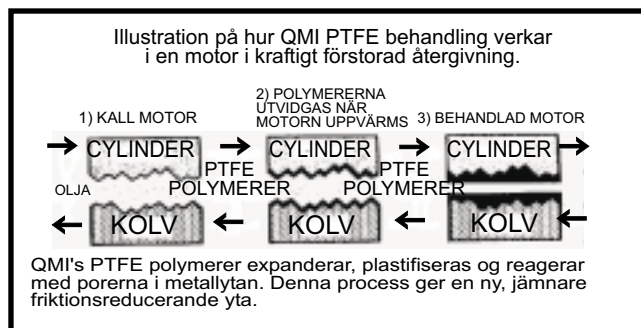 Illustration på hur QMI PTFE behandling verkar
i en motor i kraftigt förstorad återgivning.
1) KALL MOTOR
2) POLYMERERNA
UTVIDGAS NÄR
MOTORN UPPVÄRMS
3) BEHANDLAD MOTOR
CYLINDER
CYLINDER
CYLINDER
OLJA
PTFE
POLYMERER
PTFE
POLYMERER
KOLV
KOLV
KOLV
QMI's PTFE polymerer expanderar, plastifiseras og reagerar
med porerna i metallytan. Denna process ger en ny, jämnare
friktionsreducerande yta.